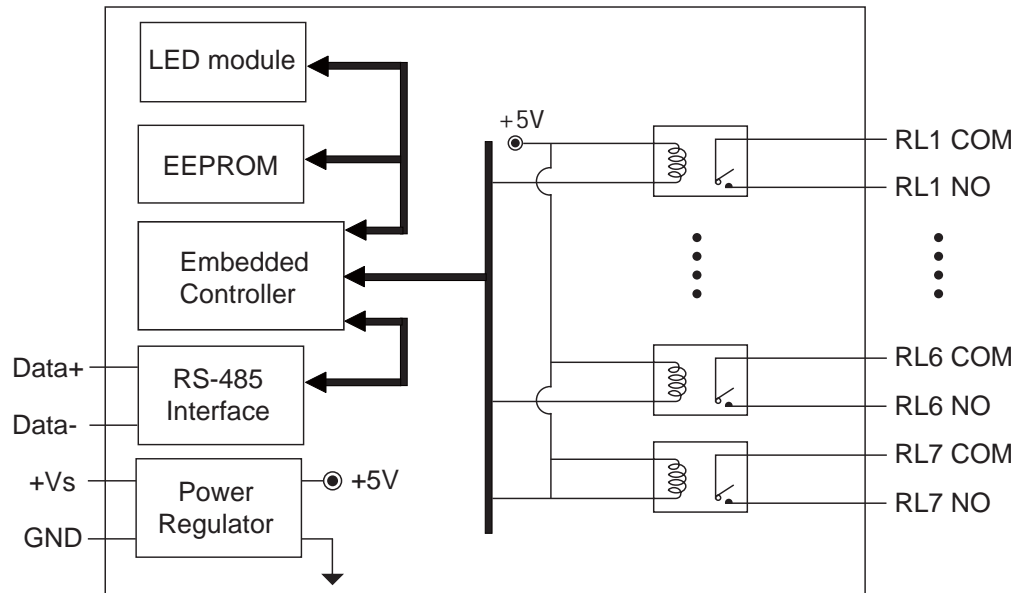 LED module
EEPROM
Embedded
Controller
RS-485
Interface
Power
Regulator
Data+
Data-
+Vs
GND
+5V
+5V
RL1 COM
RL1 NO
RL6 COM
RL6 NO
RL7 COM
RL7 NO